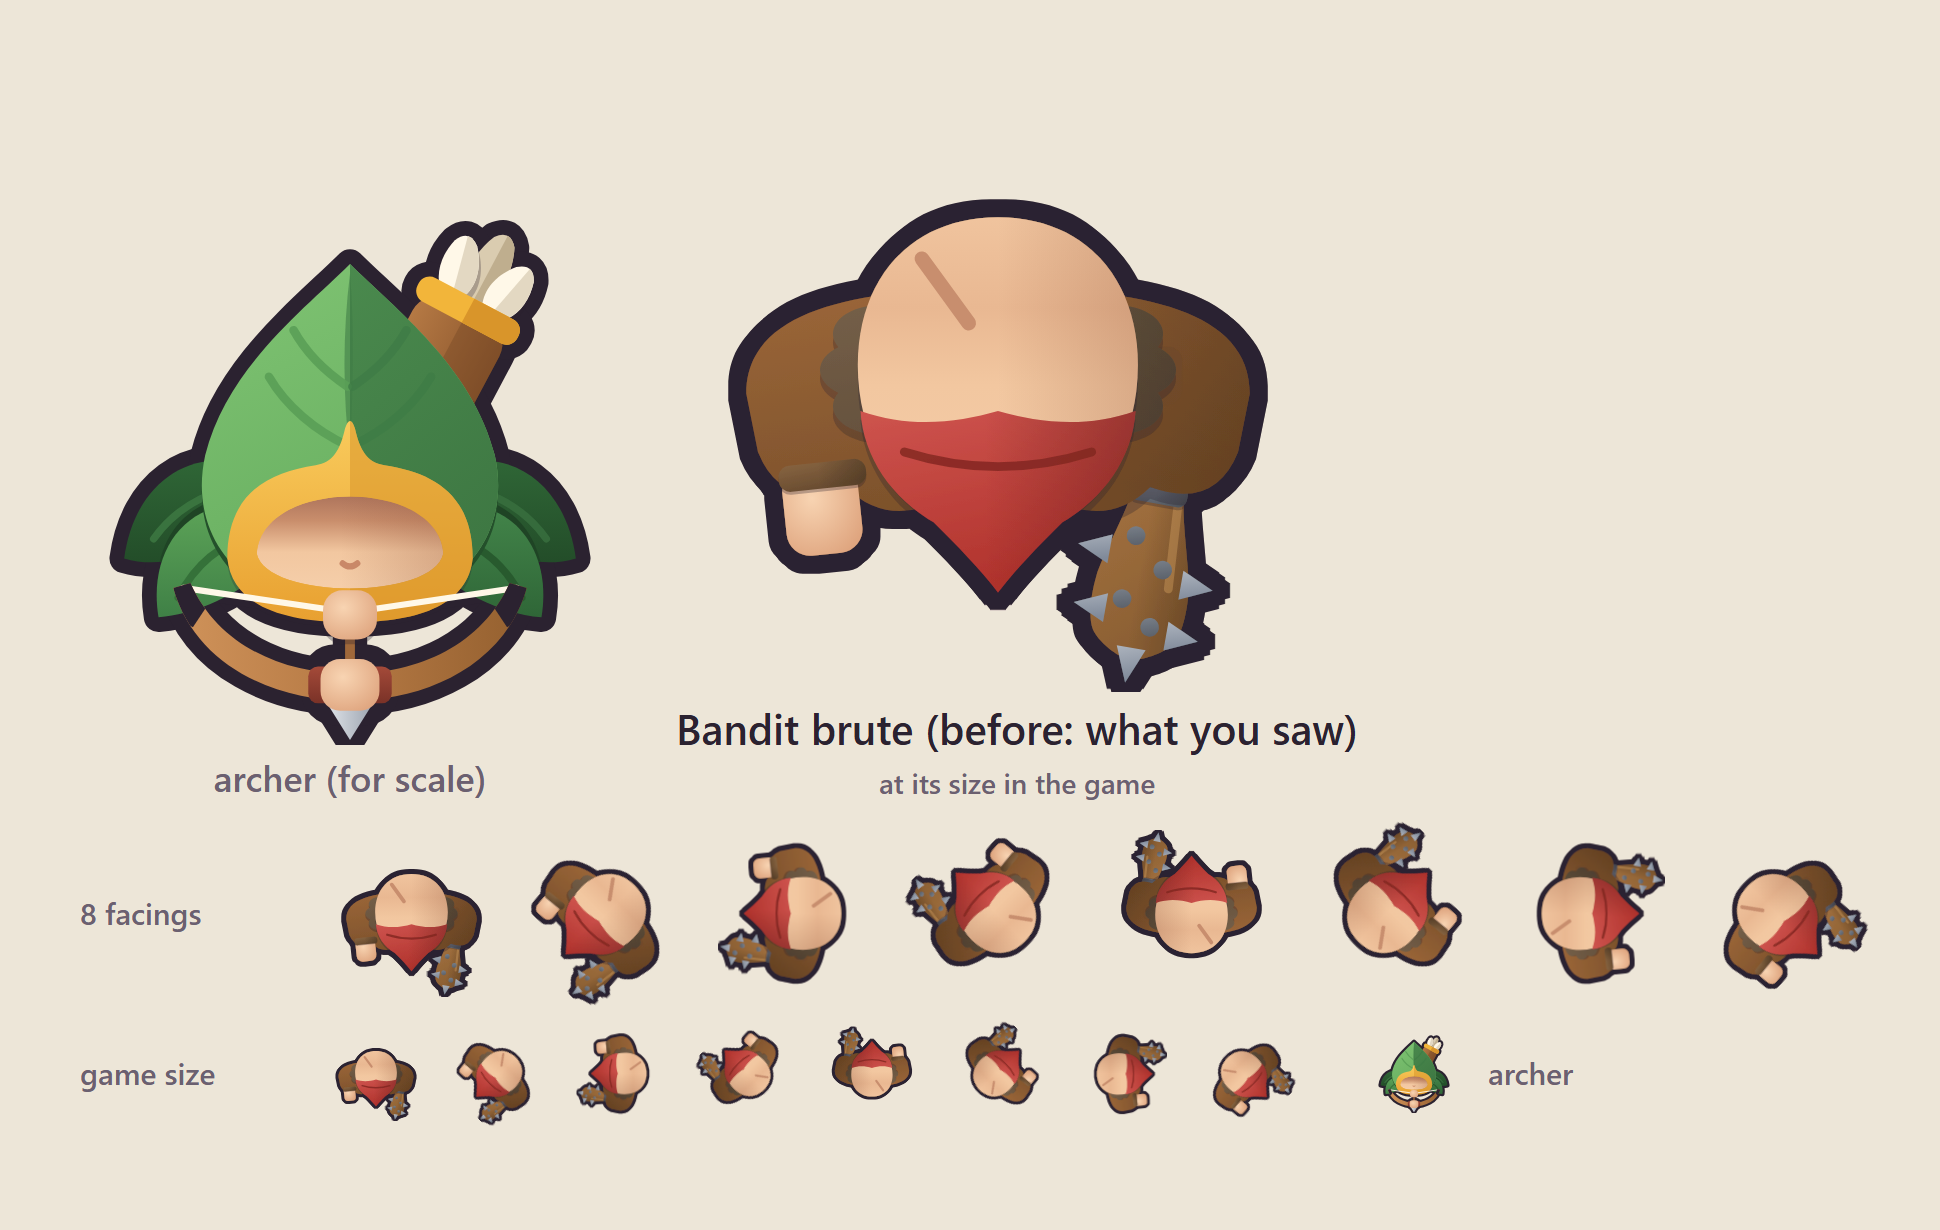 Bandit brute (before: what you saw)
archer (for scale)
at its size in the game
8 facings
game size
archer